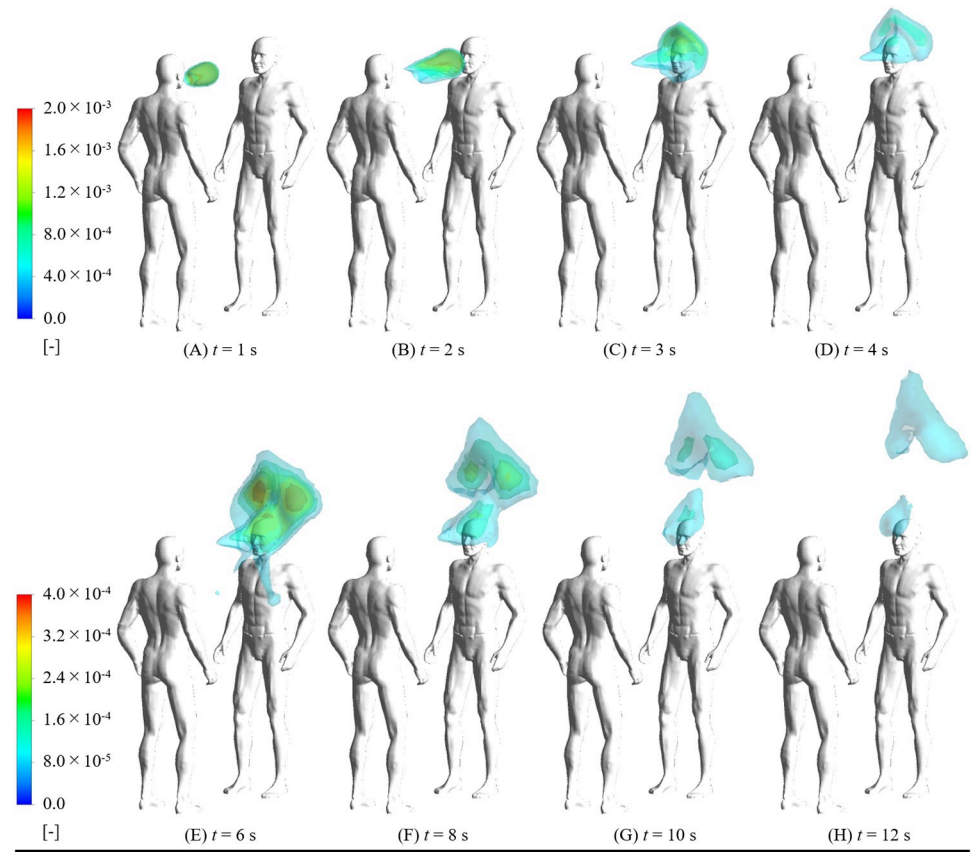 2.0 × 10⁻³
1.6 × 10⁻³
1.2 × 10⁻³
8.0 × 10⁻⁴
4.0 × 10⁻⁴
0.0
[-]
(A) t = 1 s
(B) t = 2 s
(C) t = 3 s
(D) t = 4 s
4.0 × 10⁻⁴
3.2 × 10⁻⁴
2.4 × 10⁻⁴
1.6 × 10⁻⁴
8.0 × 10⁻⁵
0.0
[-]
(E) t = 6 s
(F) t = 8 s
(G) t = 10 s
(H) t = 12 s